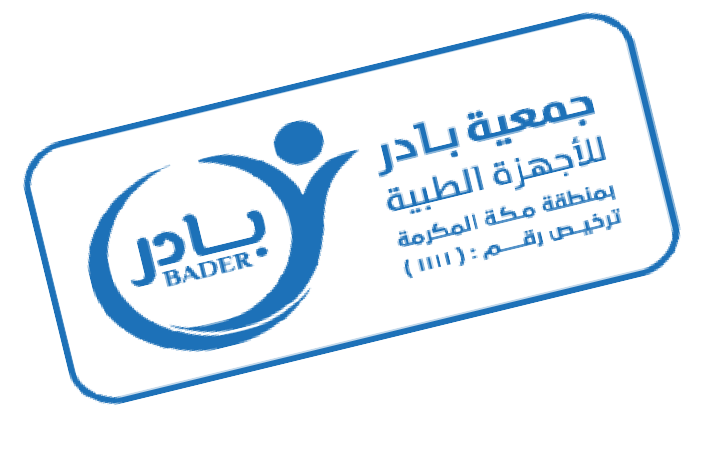 بادر
BADER
جمعية بادر
للأجهزة الطبية
بمنطقة مكة المكرمة
ترخيص رقم : ( ١١١١ )